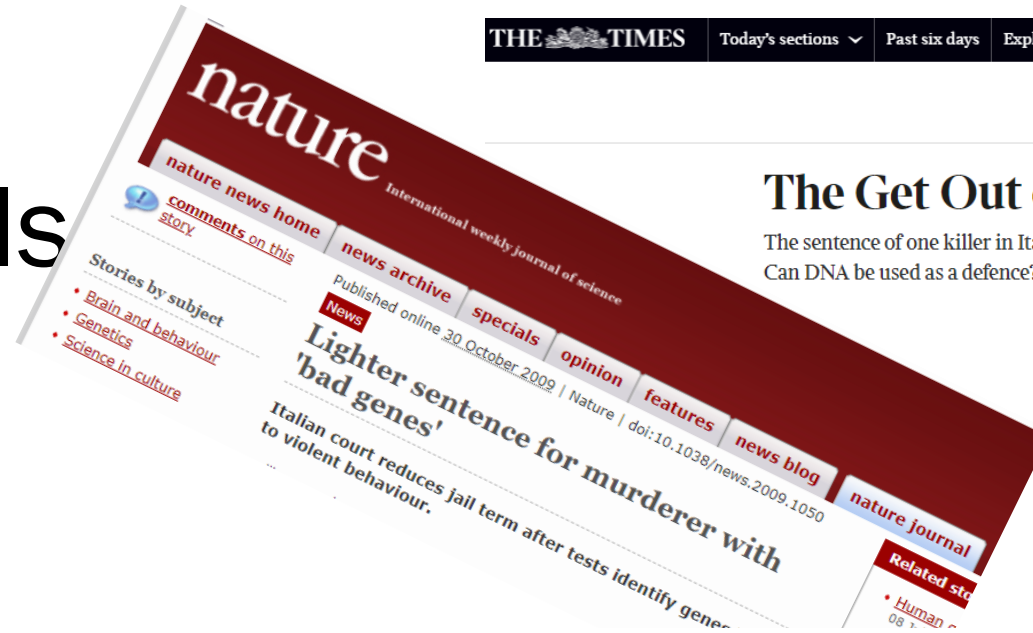 THE TIMES
Today's sections
Past six days
The Get Out
The sentence of one killer in
Can DNA be used as a defence?
ls
nature
International weekly journal of science
nature news home
news archive
specials
opinion
features
news blog
nature journal
comments on this
story
Stories by subject
• Brain and behaviour
• Genetics
• Science in culture
Published online 30 October 2009 | Nature | doi:10.1038/news.2009.1050
News
Lighter sentence for murderer with
'bad genes'
Italian court reduces jail term after tests identify genes
to violent behaviour.
...
Related
• Human
08